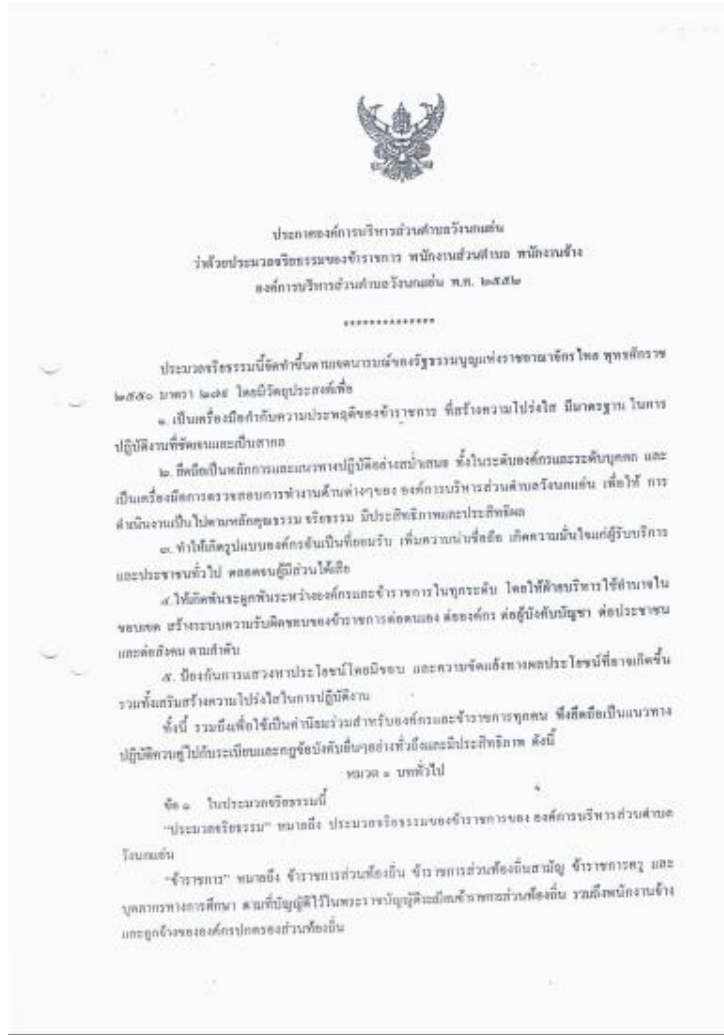 ประกาศองค์การบริหารส่วนตำบลวังนกแอ่น
ว่าด้วยประมวลจริยธรรมของข้าราชการ พนักงานส่วนตำบล พนักงานจ้าง
องค์การบริหารส่วนตำบลวังนกแอ่น พ.ศ. ๒๕๕๒
**************
ประมวลจริยธรรมนี้จัดทำขึ้นตามเจตนารมณ์ของรัฐธรรมนูญแห่งราชอาณาจักรไทย พุทธศักราช
๒๕๕๐ มาตรา ๒๗๙ โดยมีวัตถุประสงค์เพื่อ
๑. เป็นเครื่องมือกำกับความประพฤติของข้าราชการ ที่สร้างความโปร่งใส มีมาตรฐาน ในการ
ปฏิบัติงานที่ชัดเจนและเป็นสากล
๒. ยึดถือเป็นหลักการและแนวทางปฏิบัติอย่างสม่ำเสมอ ทั้งในระดับองค์กรและระดับบุคคล และ
เป็นเครื่องมือการตรวจสอบการทำงานด้านต่างๆของ องค์การบริหารส่วนตำบลวังนกแอ่น เพื่อให้ การ
ดำเนินงานเป็นไปตามหลักคุณธรรม จริยธรรม มีประสิทธิภาพและประสิทธิผล
๓. ทำให้เกิดรูปแบบองค์กรอันเป็นที่ยอมรับ เพิ่มความน่าเชื่อถือ เกิดความมั่นใจแก่ผู้รับบริการ
และประชาชนทั่วไป ตลอดจนผู้มีส่วนได้เสีย
๔.ให้เกิดพันธะผูกพันระหว่างองค์กรและข้าราชการในทุกระดับ โดยให้ฝ่ายบริหารใช้อำนาจใน
ขอบเขต สร้างระบบความรับผิดชอบของข้าราชการต่อตนเอง ต่อองค์กร ต่อผู้บังคับบัญชา ต่อประชาชน
และต่อสังคม ตามลำดับ
๕. ป้องกันการแสวงหาประโยชน์โดยมิชอบ และความขัดแย้งทางผลประโยชน์ที่อาจเกิดขึ้น
รวมทั้งเสริมสร้างความโปร่งใสในการปฏิบัติงาน
ทั้งนี้ รวมถึงเพื่อใช้เป็นค่านิยมร่วมสำหรับองค์กรและข้าราชการทุกคน พึงยึดถือเป็นแนวทาง
ปฏิบัติควบคู่ไปกับระเบียบและกฎข้อบังคับอื่นๆอย่างทั่วถึงและมีประสิทธิภาพ ดังนี้
หมวด ๑ บททั่วไป
ข้อ ๑ ในประมวลจริยธรรมนี้
"ประมวลจริยธรรม" หมายถึง ประมวลจริยธรรมของข้าราชการของ องค์การบริหารส่วนตำบล
วังนกแอ่น
"ข้าราชการ" หมายถึง ข้าราชการส่วนท้องถิ่น ข้าราชการส่วนท้องถิ่นสามัญ ข้าราชการครู และ
บุคลากรทางการศึกษา ตามที่บัญญัติไว้ในพระราชบัญญัติระเบียบข้าราชการส่วนท้องถิ่น รวมถึงพนักงานจ้าง
และลูกจ้างขององค์กรปกครองส่วนท้องถิ่น